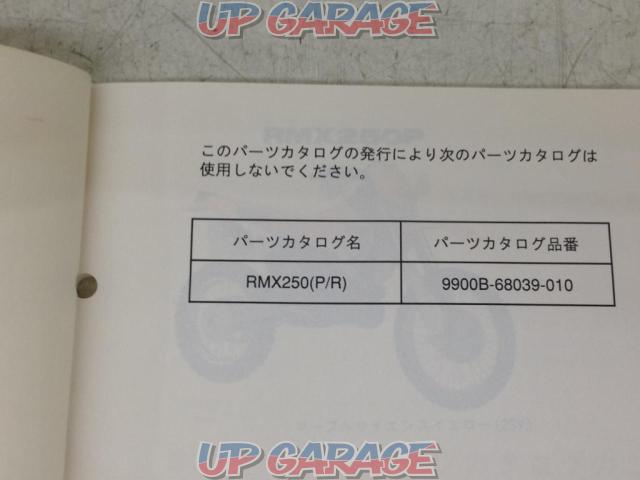 UP GARAGE
このパーツカタログの発行により次のパーツカタログは
使用しないでください。
パーツカタログ名 パーツカタログ品番
RMX250(P/R) 9900B-68039-010
UP GARAGE